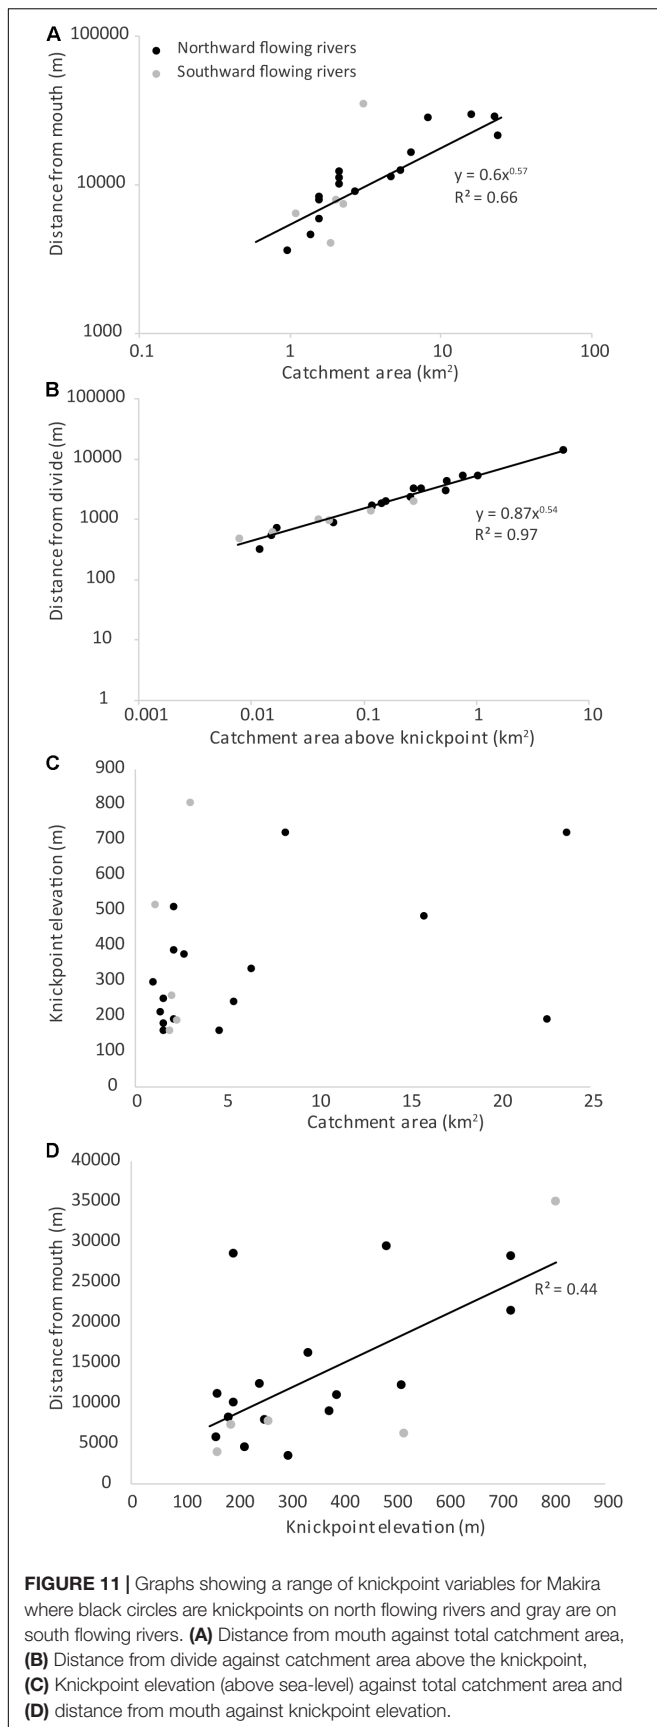 A
100000
Northward flowing rivers
Southward flowing rivers
10000
1000
Distance from mouth (m)
y = 0.6x^0.57
R² = 0.66
0.1 1 10 100
Catchment area (km²)
B
100000
10000
1000
100
10
1
Distance from divide (m)
y = 0.87x^0.54
R² = 0.97
0.001 0.01 0.1 1 10
Catchment area above knickpoint (km²)
C
900
800
700
600
500
400
300
200
100
0
Knickpoint elevation (m)
0 5 10 15 20 25
Catchment area (km²)
D
40000
35000
30000
25000
20000
15000
10000
5000
0
Distance from mouth (m)
R² = 0.44
0 100 200 300 400 500 600 700 800 900
Knickpoint elevation (m)
FIGURE 11 | Graphs showing a range of knickpoint variables for Makira
where black circles are knickpoints on north flowing rivers and gray are on
south flowing rivers. (A) Distance from mouth against total catchment area,
(B) Distance from divide against catchment area above the knickpoint,
(C) Knickpoint elevation (above sea-level) against total catchment area and
(D) distance from mouth against knickpoint elevation.